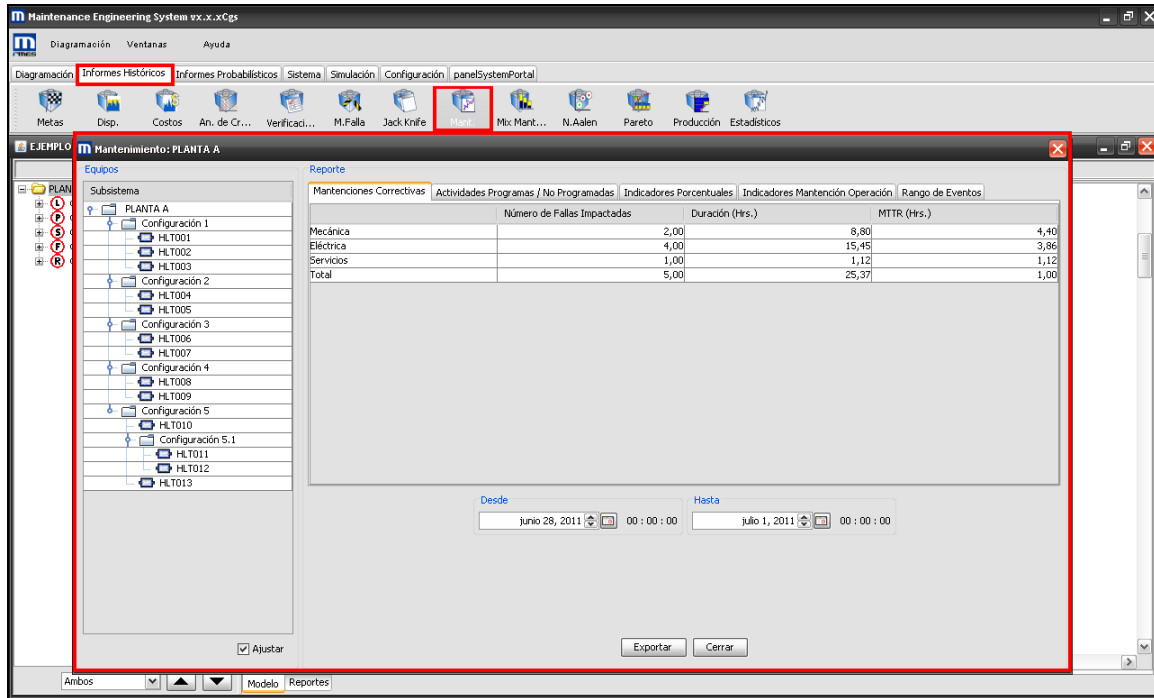 Maintenance Engineering System vx.x.xCgs
Diagramación Ventanas Ayuda
Diagramación Informes Históricos Informes Probabilísticos Sistema Simulación Configuración panelSystemPortal
Metas Disp. Costos An. de Cr... Verificaci... M.Falla Jack Knife Mant. Mix Mant... N.Aalen Pareto Producción Estadísticos
EJEMPLO
Mantenimiento: PLANTA A
Equipos
Reporte
PLAN
Subsistema
Mantenciones Correctivas Actividades Programas / No Programadas Indicadores Porcentuales Indicadores Mantención Operación Rango de Eventos
Número de Fallas Impactadas Duración (Hrs.) MTTR (Hrs.)
Mecánica 2,00 8,80 4,40
Eléctrica 4,00 15,45 3,86
Servicios 1,00 1,12 1,12
Total 5,00 25,37 1,00
L
P
S
F
R
PLANTA A
Configuración 1
HLT001
HLT002
HLT003
Configuración 2
HLT004
HLT005
Configuración 3
HLT006
HLT007
Configuración 4
HLT008
HLT009
Configuración 5
HLT010
Configuración 5.1
HLT011
HLT012
HLT013
Desde
junio 28, 2011 00 : 00 : 00
Hasta
julio 1, 2011 00 : 00 : 00
Ajustar
Exportar Cerrar
Ambos Modelo Reportes